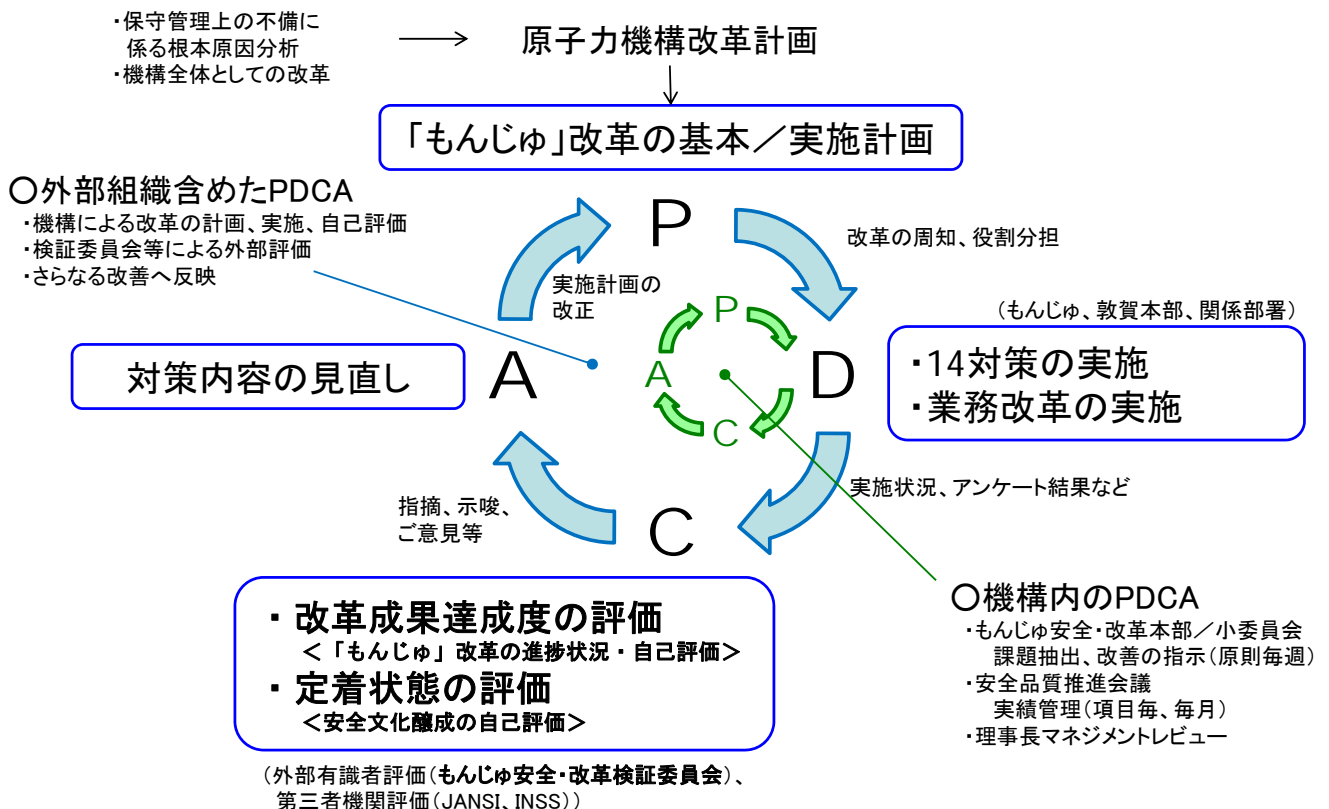 ・保守管理上の不備に
係る根本原因分析
・機構全体としての改革
原子力機構改革計画
「もんじゅ」改革の基本／実施計画
〇外部組織含めたPDCA
・機構による改革の計画、実施、自己評価
・検証委員会等による外部評価
・さらなる改善へ反映
P
改革の周知、役割分担
実施計画の
改正
P
D
A
C
（もんじゅ、敦賀本部、関係部署）
対策内容の見直し
A
D
・14対策の実施
・業務改革の実施
実施状況、アンケート結果など
指摘、示唆、
ご意見等
C
・ 改革成果達成度の評価
＜「もんじゅ」改革の進捗状況・自己評価＞
・ 定着状態の評価
＜安全文化醸成の自己評価＞
（外部有識者評価（もんじゅ安全・改革検証委員会）、
第三者機関評価（JANSI、INSS））
〇機構内のPDCA
・もんじゅ安全・改革本部／小委員会
課題抽出、改善の指示（原則毎週）
・安全品質推進会議
実績管理（項目毎、毎月）
・理事長マネジメントレビュー